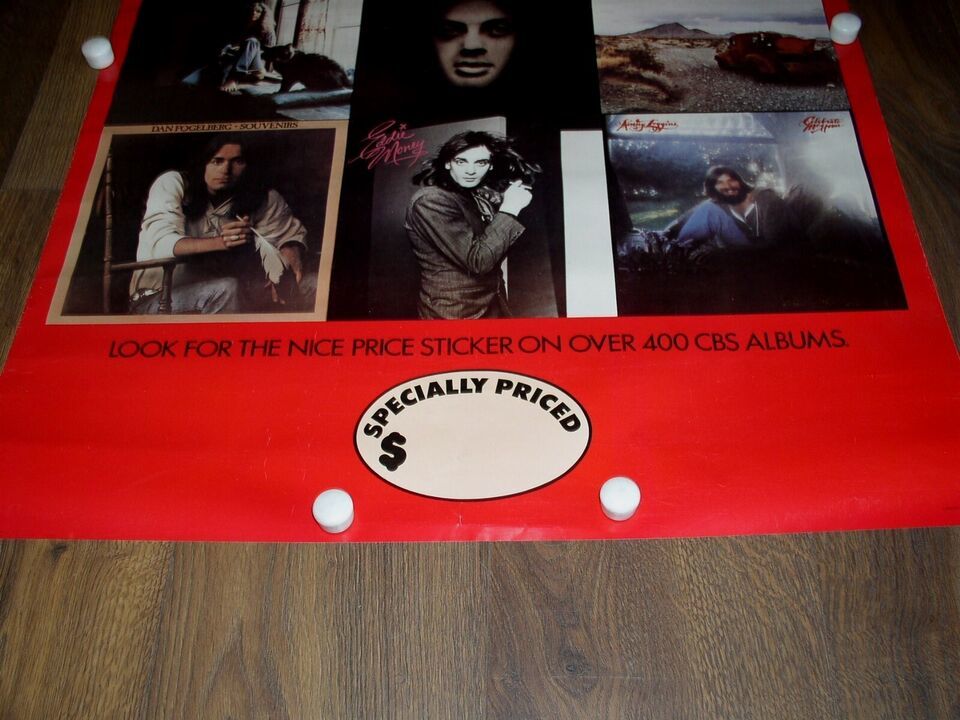 DAN FOGELBERG • SOUVENIRS
Eddie
Money
Kenny Loggins
Celebrate
Me Home
LOOK FOR THE NICE PRICE STICKER ON OVER 400 CBS ALBUMS.
SPECIALLY PRICED
$